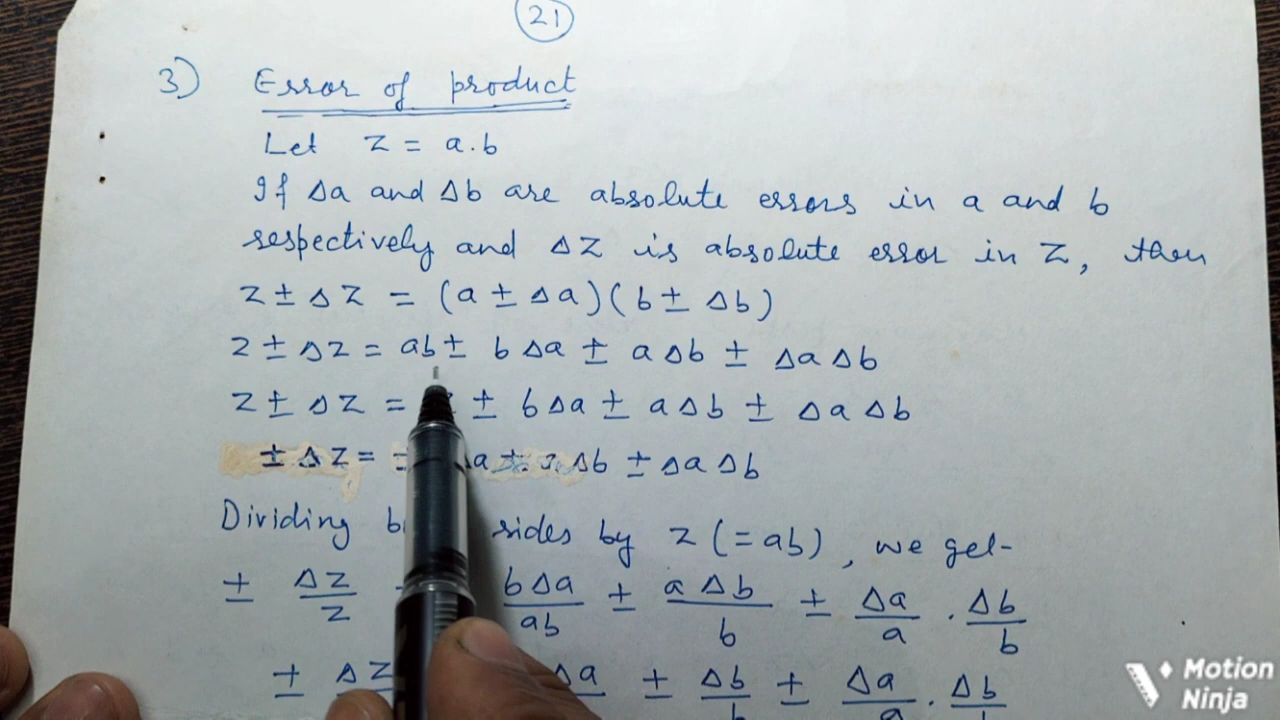 21
3) Error of product
Let z = a.b
If Δa and Δb are absolute errors in a and b
respectively and ΔZ is absolute error in Z, then
z ± Δz = (a ± Δa)(b ± Δb)
z ± Δz = ab ± bΔa ± aΔb ± ΔaΔb
z ± Δz = ± bΔa ± aΔb ± ΔaΔb
± Δz = a ± aΔb ± ΔaΔb
Dividing sides by z (=ab), we get
± Δz/z bΔa/ab ± aΔb/b ± Δa/a . Δb/b
± Δz Δa ± Δb/b ± Δa/a . Δb/b
Motion
Ninja